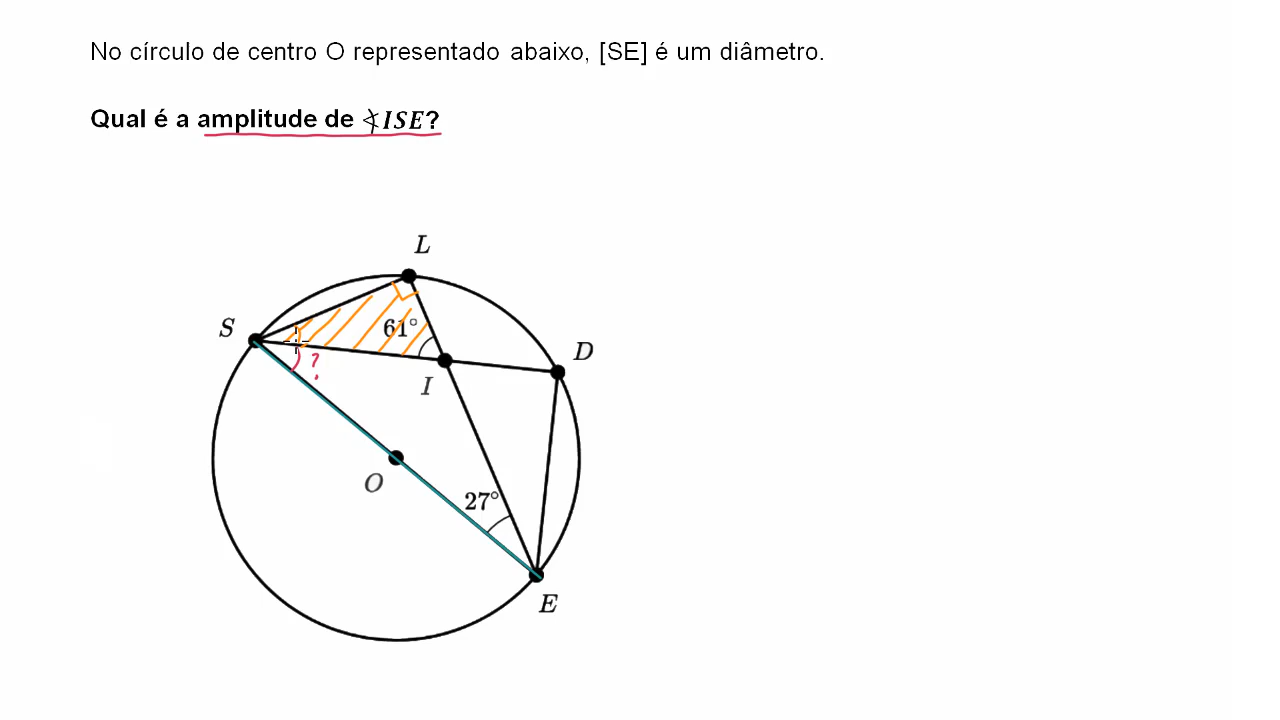 No círculo de centro O representado abaixo, [SE] é um diâmetro.
Qual é a amplitude de ∢ISE?
L
S
61°
D
?
I
O
27°
E